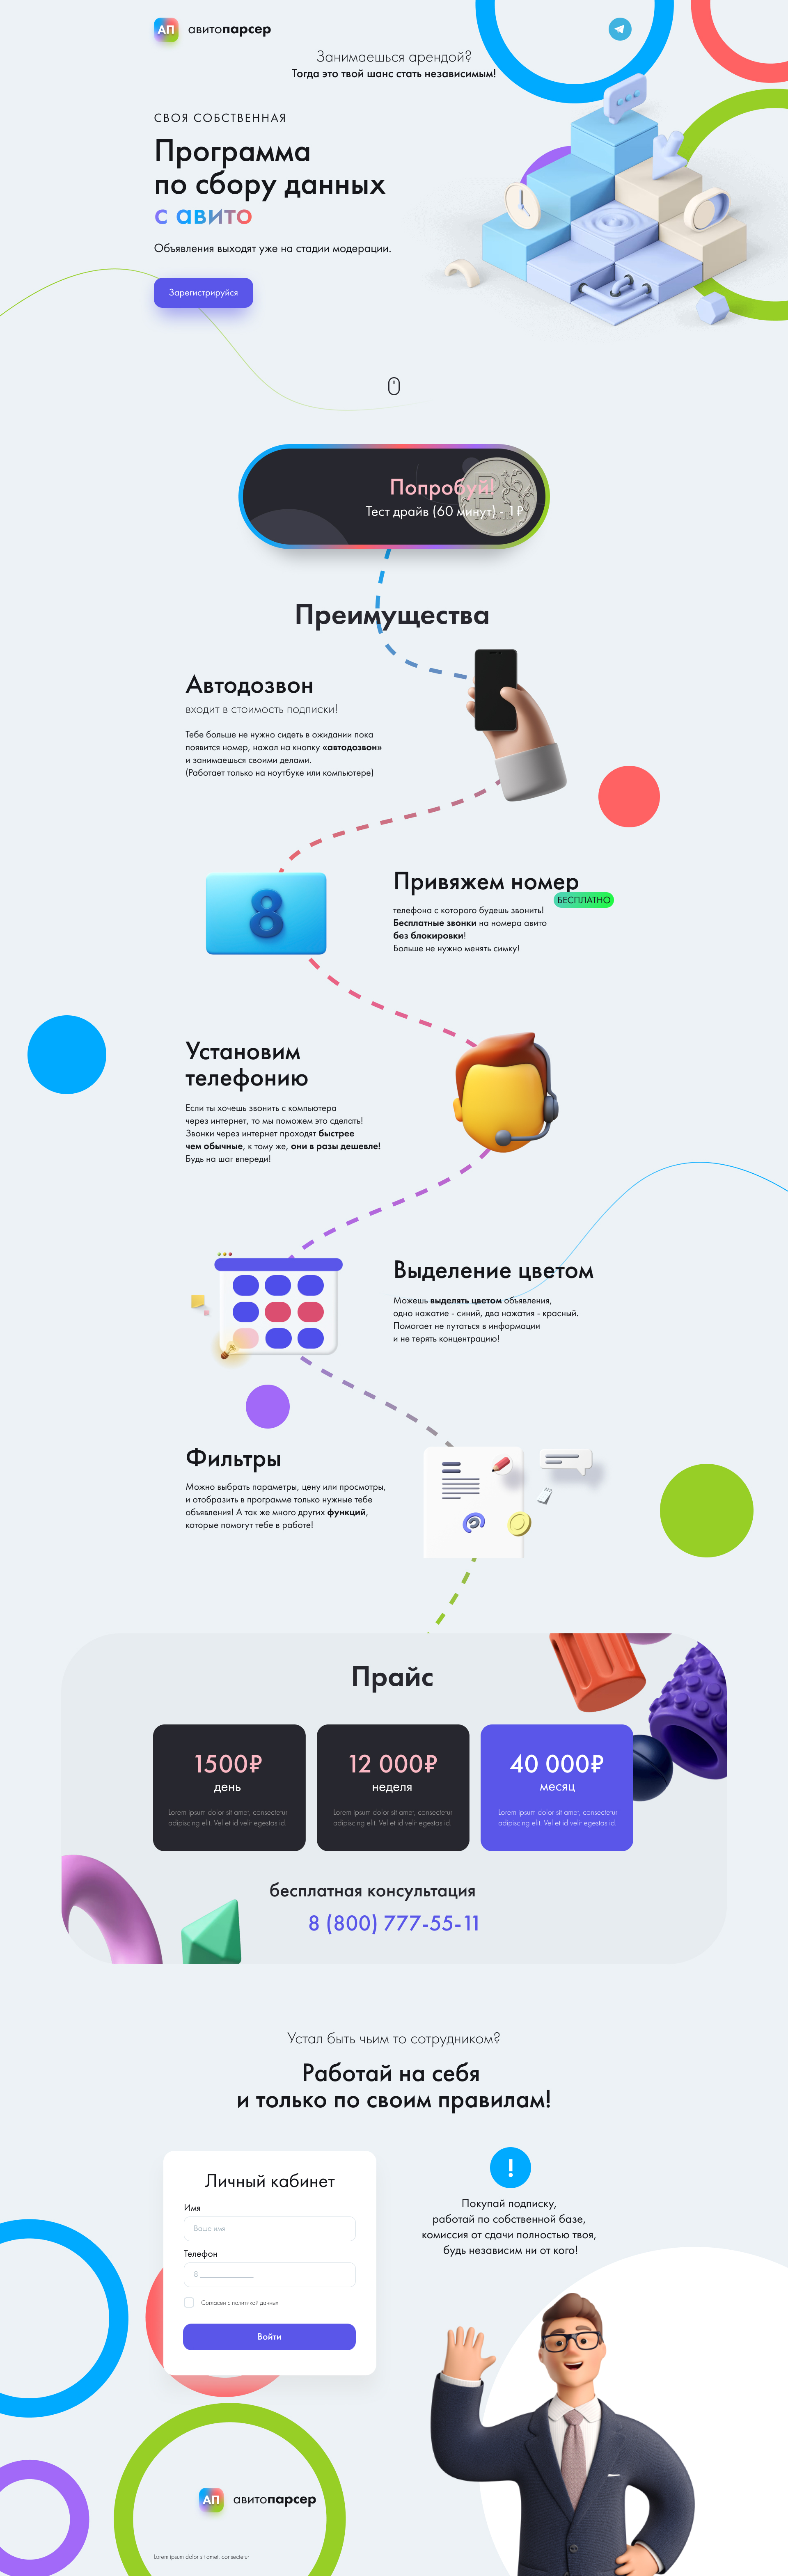 АП авитопарсер
Занимаешься арендой?
Тогда это твой шанс стать независимым!
СВОЯ СОБСТВЕННАЯ
Программа
по сбору данных
с авито
Объявления выходят уже на стадии модерации.
Зарегистрируйся
Попробуй!
Тест драйв (60 минут) - 1₽
Преимущества
Автодозвон
входит в стоимость подписки!
Тебе больше не нужно сидеть в ожидании пока
появится номер, нажал на кнопку «автодозвон»
и занимаешься своими делами.
(Работает только на ноутбуке или компьютере)
8
Привяжем номер
БЕСПЛАТНО
телефона с которого будешь звонить!
Бесплатные звонки на номера авито
без блокировки!
Больше не нужно менять симку!
Установим
телефонию
Если ты хочешь звонить с компьютера
через интернет, то мы поможем это сделать!
Звонки через интернет проходят быстрее
чем обычные, к тому же, они в разы дешевле!
Будь на шаг впереди!
Выделение цветом
Можешь выделять цветом объявления,
одно нажатие - синий, два нажатия - красный.
Помогает не путаться в информации
и не терять концентрацию!
Фильтры
Можно выбрать параметры, цену или просмотры,
и отобразить в программе только нужные тебе
объявления! А так же много других функций,
которые помогут тебе в работе!
Прайс
1500₽
день
Lorem ipsum dolor sit amet, consectetur
adipiscing elit. Vel et id velit egestas id.
12 000₽
неделя
Lorem ipsum dolor sit amet, consectetur
adipiscing elit. Vel et id velit egestas id.
40 000₽
месяц
Lorem ipsum dolor sit amet, consectetur
adipiscing elit. Vel et id velit egestas id.
бесплатная консультация
8 (800) 777-55-11
Устал быть чьим то сотрудником?
Работай на себя
и только по своим правилам!
Личный кабинет
Имя
Ваше имя
Телефон
8 _______________
Согласен с политикой данных
Войти
!
Покупай подписку,
работай по собственной базе,
комиссия от сдачи полностью твоя,
будь независим ни от кого!
АП авитопарсер
Lorem ipsum dolor sit amet, consectetur